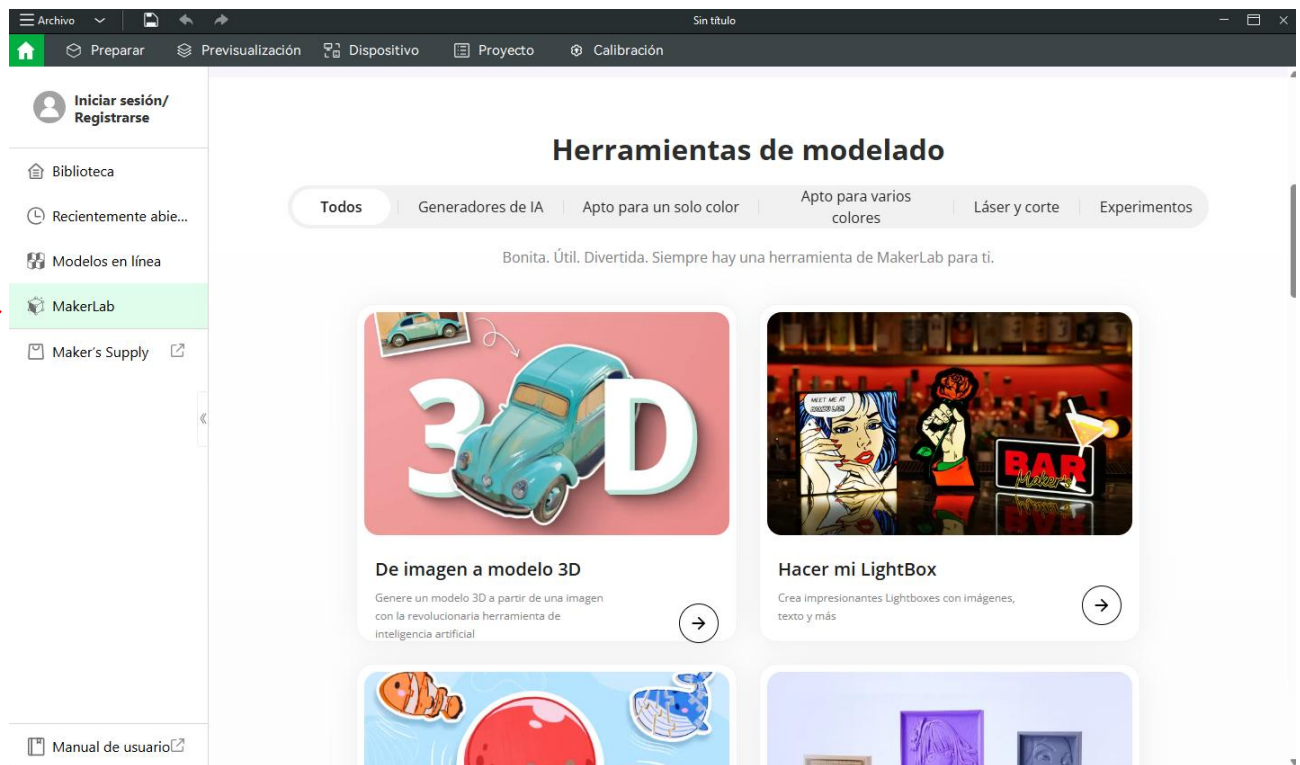 Archivo
Sin título
Preparar
Previsualización
Dispositivo
Proyecto
Calibración
Iniciar sesión/
Registrarse
Biblioteca
Recientemente abie...
Modelos en línea
MakerLab
Maker's Supply
Manual de usuario
Herramientas de modelado
Todos
Generadores de IA
Apto para un solo color
Apto para varios
colores
Láser y corte
Experimentos
Bonita. Útil. Divertida. Siempre hay una herramienta de MakerLab para ti.
3D
MEET ME AT
BAR
De imagen a modelo 3D
Genere un modelo 3D a partir de una imagen
con la revolucionaria herramienta de
inteligencia artificial
Hacer mi LightBox
Crea impresionantes Lightboxes con imágenes,
texto y más